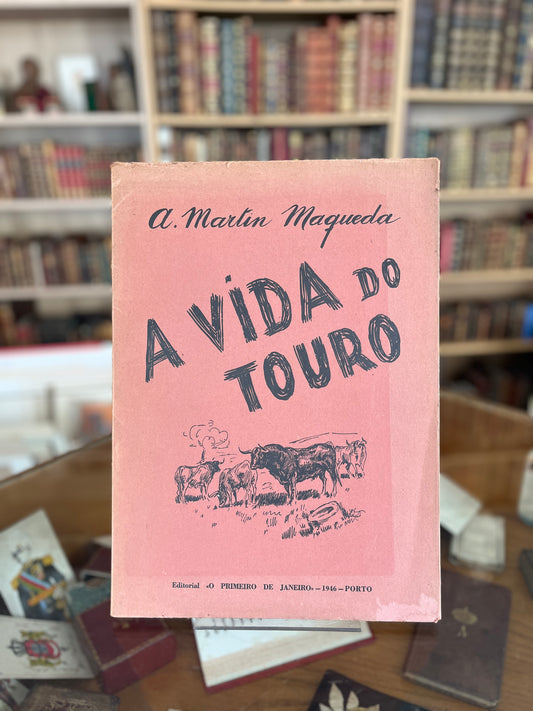 A. Martin Maqueda
A VIDA DO
TOURO
Editorial «O PRIMEIRO DE JANEIRO» — 1946 — PORTO